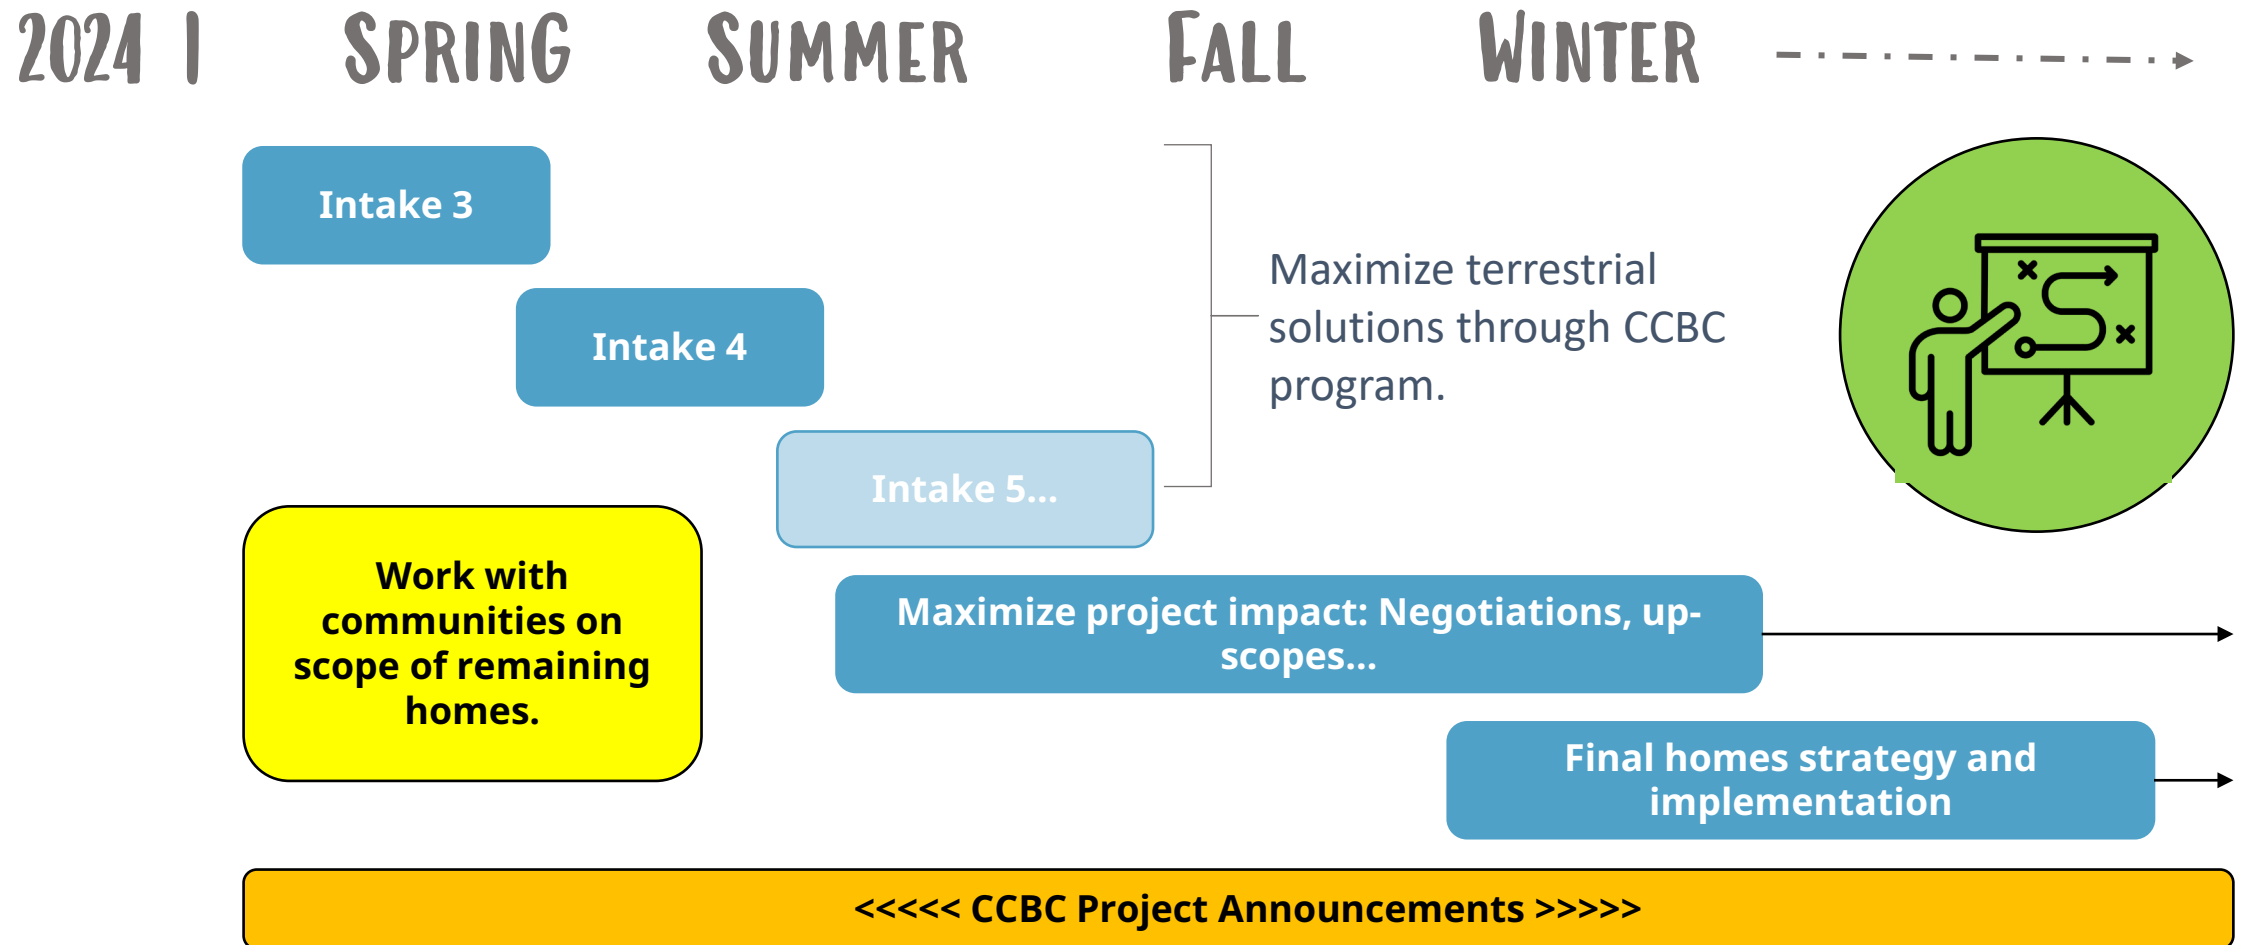 2024 | SPRING SUMMER FALL WINTER
Intake 3
Intake 4
Maximize terrestrial
solutions through CCBC
program.
Intake 5...
Work with
communities on
scope of remaining
homes.
Maximize project impact: Negotiations, up-
scopes...
Final homes strategy and
implementation
<<<<< CCBC Project Announcements >>>>>